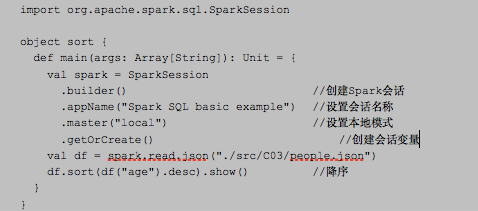 import org.apache.spark.sql.SparkSession
object sort {
def main(args: Array[String]): Unit = {
val spark = SparkSession
.builder() //创建Spark会话
.appName("Spark SQL basic example") //设置会话名称
.master("local") //设置本地模式
.getOrCreate() //创建会话变量
val df = spark.read.json("./src/C03/people.json")
df.sort(df("age").desc).show() //降序
}
}